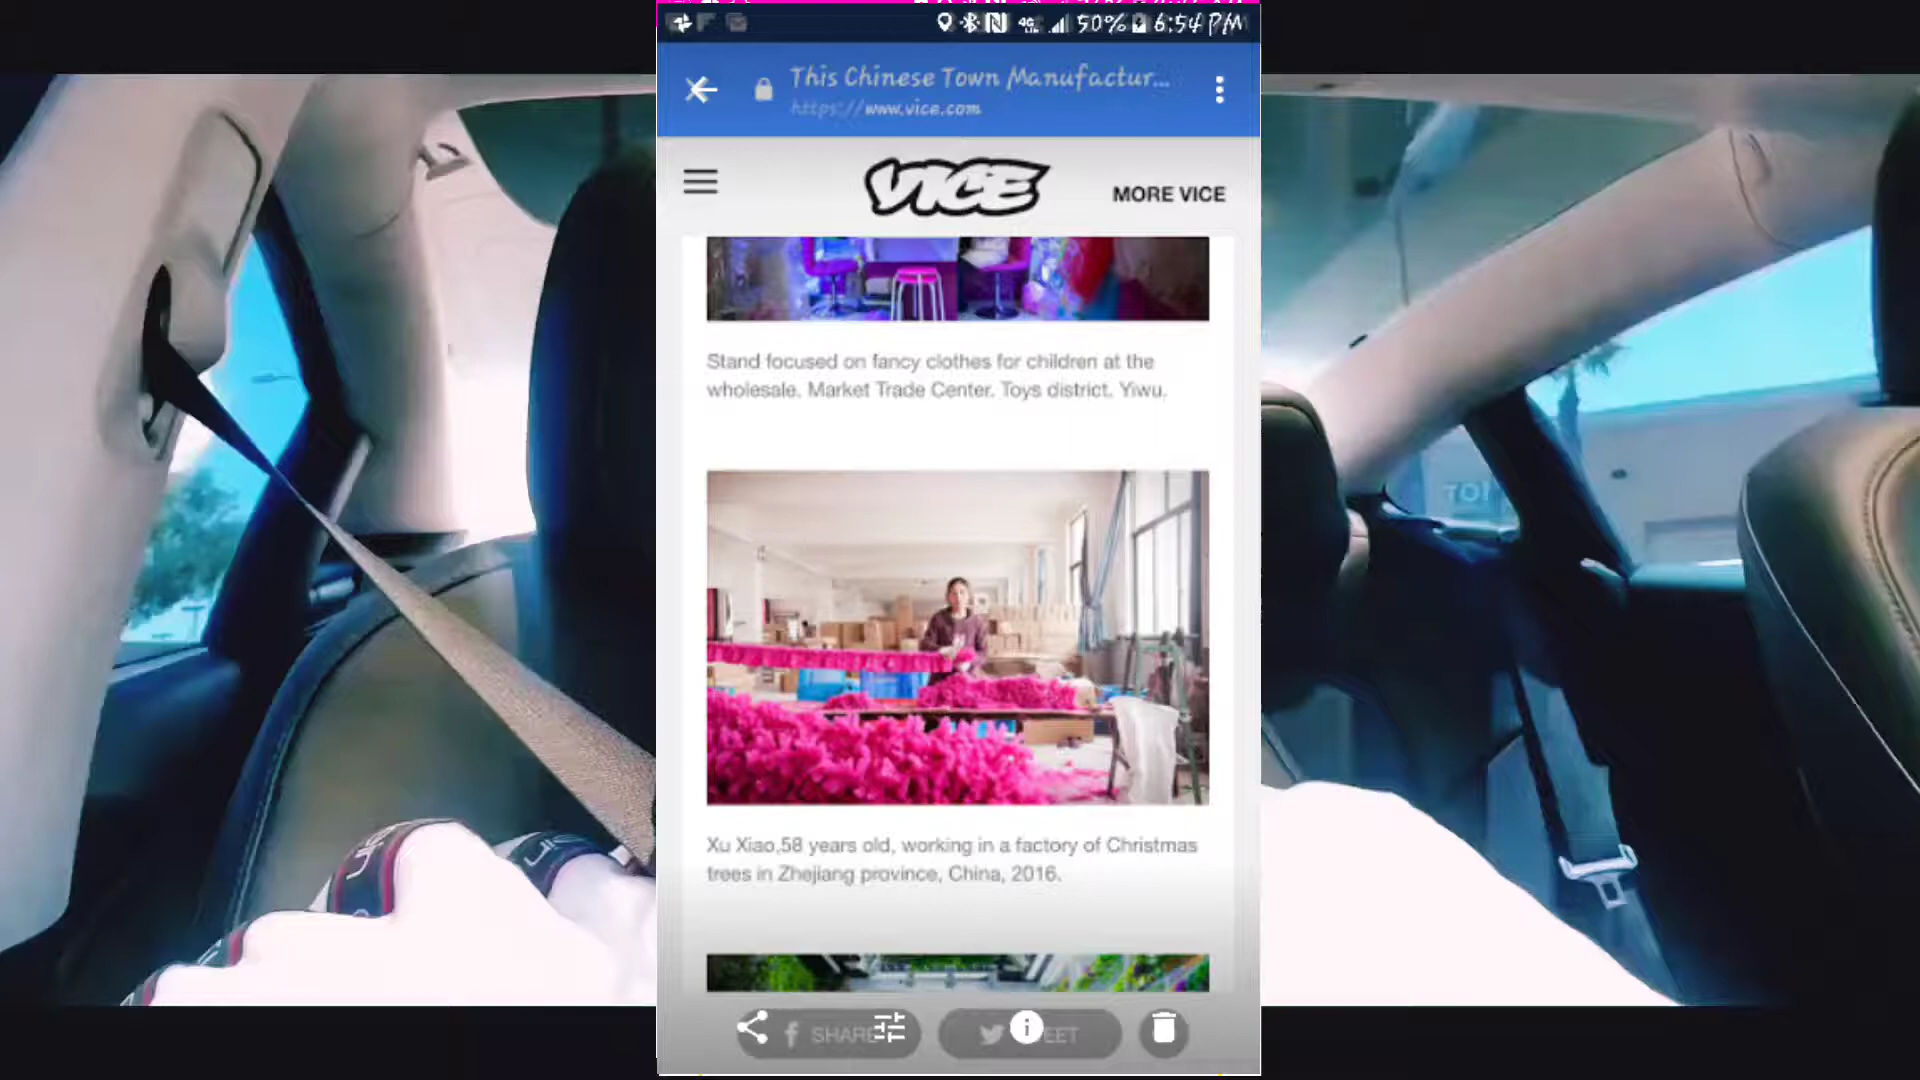 4G
50% 6:54 PM
This Chinese Town Manufactur...
https://www.vice.com
VICE
MORE VICE
Stand focused on fancy clothes for children at the
wholesale. Market Trade Center. Toys district. Yiwu.
Xu Xiao,58 years old, working in a factory of Christmas
trees in Zhejiang province, China, 2016.
SHARE